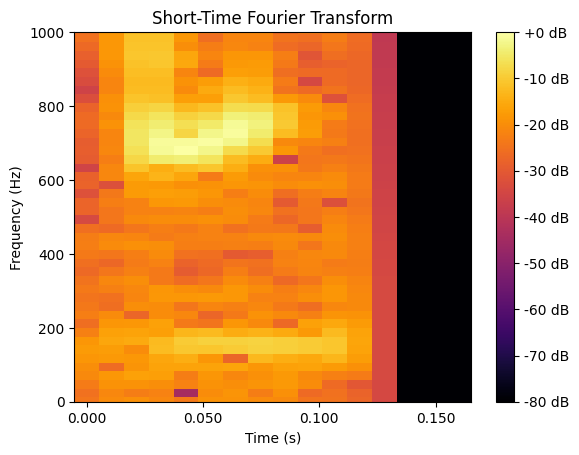 Short-Time Fourier Transform
1000
800
600
400
200
0
Frequency (Hz)
0.000
0.050
0.100
0.150
Time (s)
+0 dB
-10 dB
-20 dB
-30 dB
-40 dB
-50 dB
-60 dB
-70 dB
-80 dB